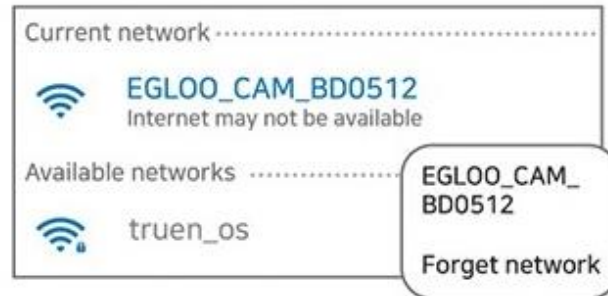 Current network
EGLOO_CAM_BD0512
Internet may not be available
Available networks
truen_os
EGLOO_CAM_
BD0512
Forget network